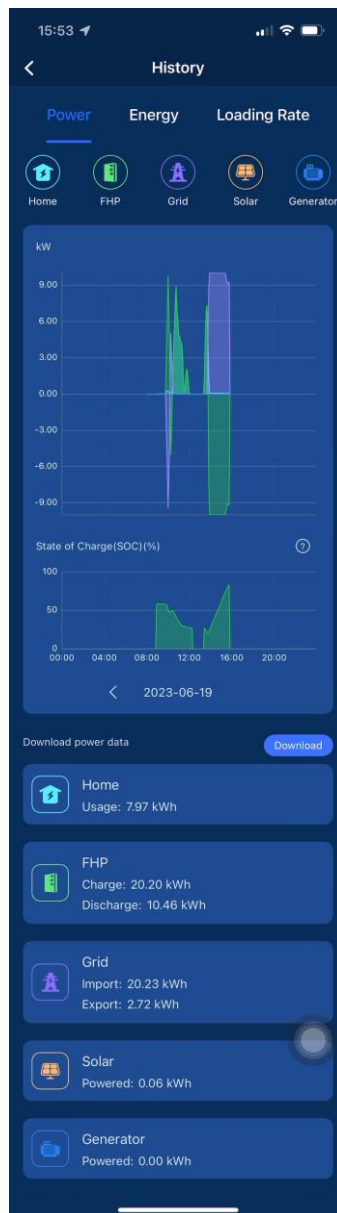 15:53
History
Power Energy Loading Rate
Home FHP Grid Solar Generator
kW
9.00
6.00
3.00
0.00
-3.00
-6.00
-9.00
State of Charge(SOC)(%) ?
100
50
0
00:00 04:00 08:00 12:00 16:00 20:00
2023-06-19
Download power data Download
Home
Usage: 7.97 kWh
FHP
Charge: 20.20 kWh
Discharge: 10.46 kWh
Grid
Import: 20.23 kWh
Export: 2.72 kWh
Solar
Powered: 0.06 kWh
Generator
Powered: 0.00 kWh